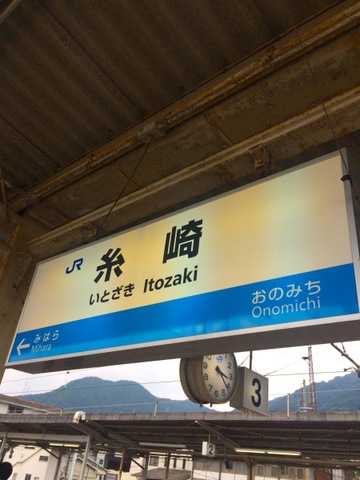 JR 糸崎
いとざき Itozaki
← みはら
Mihara
おのみち
Onomichi
3
2